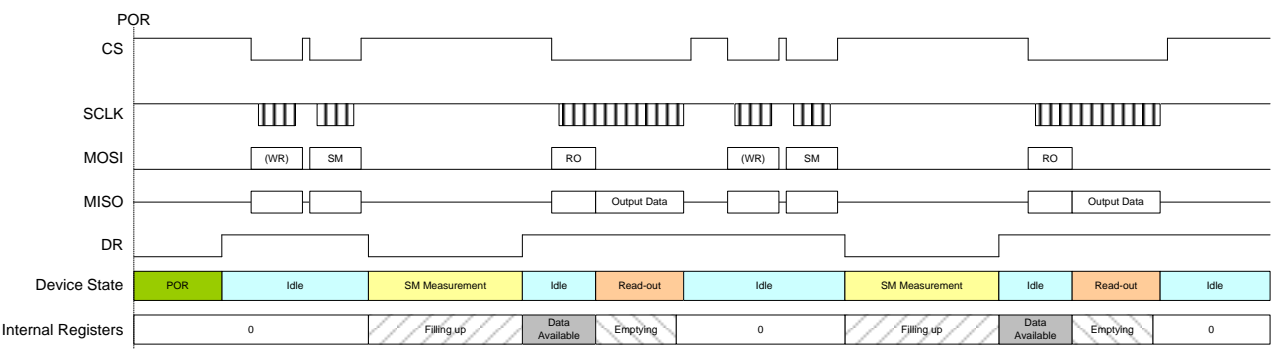 POR
CS
SCLK
MOSI (WR) SM RO (WR) SM RO
MISO Output Data Output Data
DR
Device State POR Idle SM Measurement Idle Read-out Idle SM Measurement Idle Read-out Idle
Internal Registers 0 Filling up Data Available Emptying 0 Filling up Data Available Emptying 0